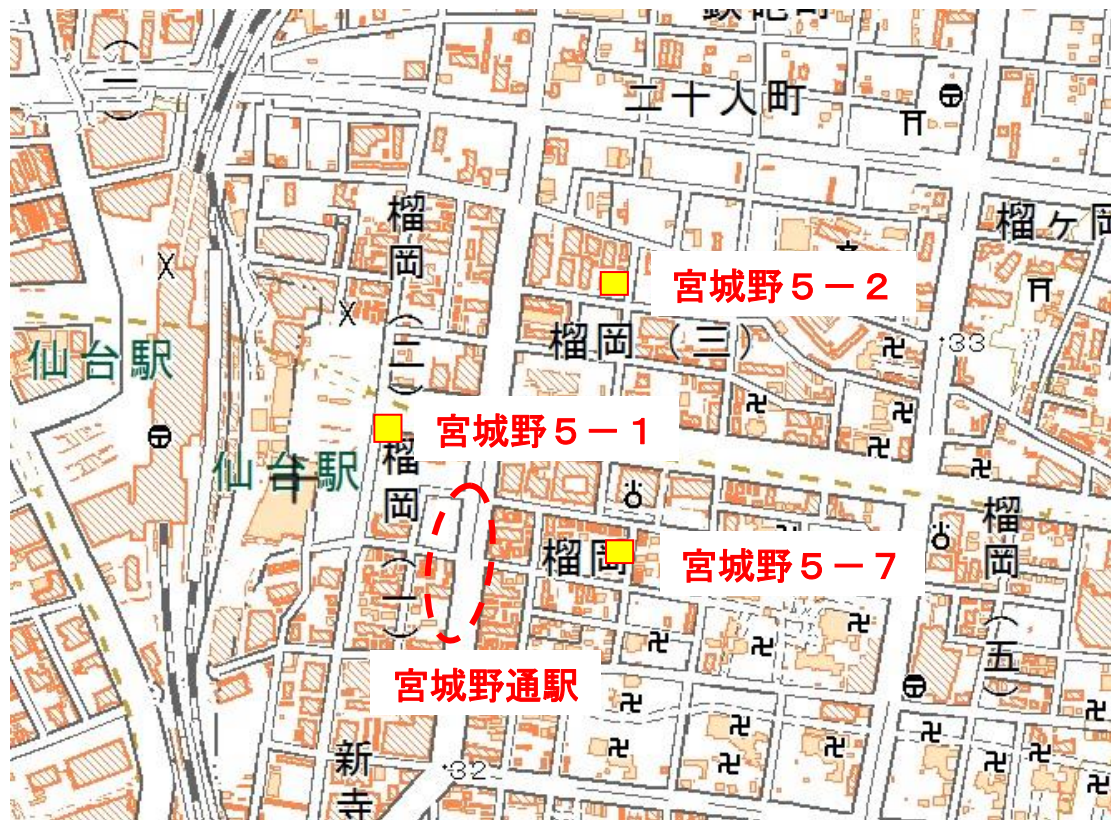 (一)
二十人町
榴ヶ岡
榴岡(二)
宮城野5-2
榴岡(三)
33
仙台駅
宮城野5-1
仙台駅
榴岡(一)
榴岡
宮城野5-7
榴岡(五)
宮城野通駅
新寺
32